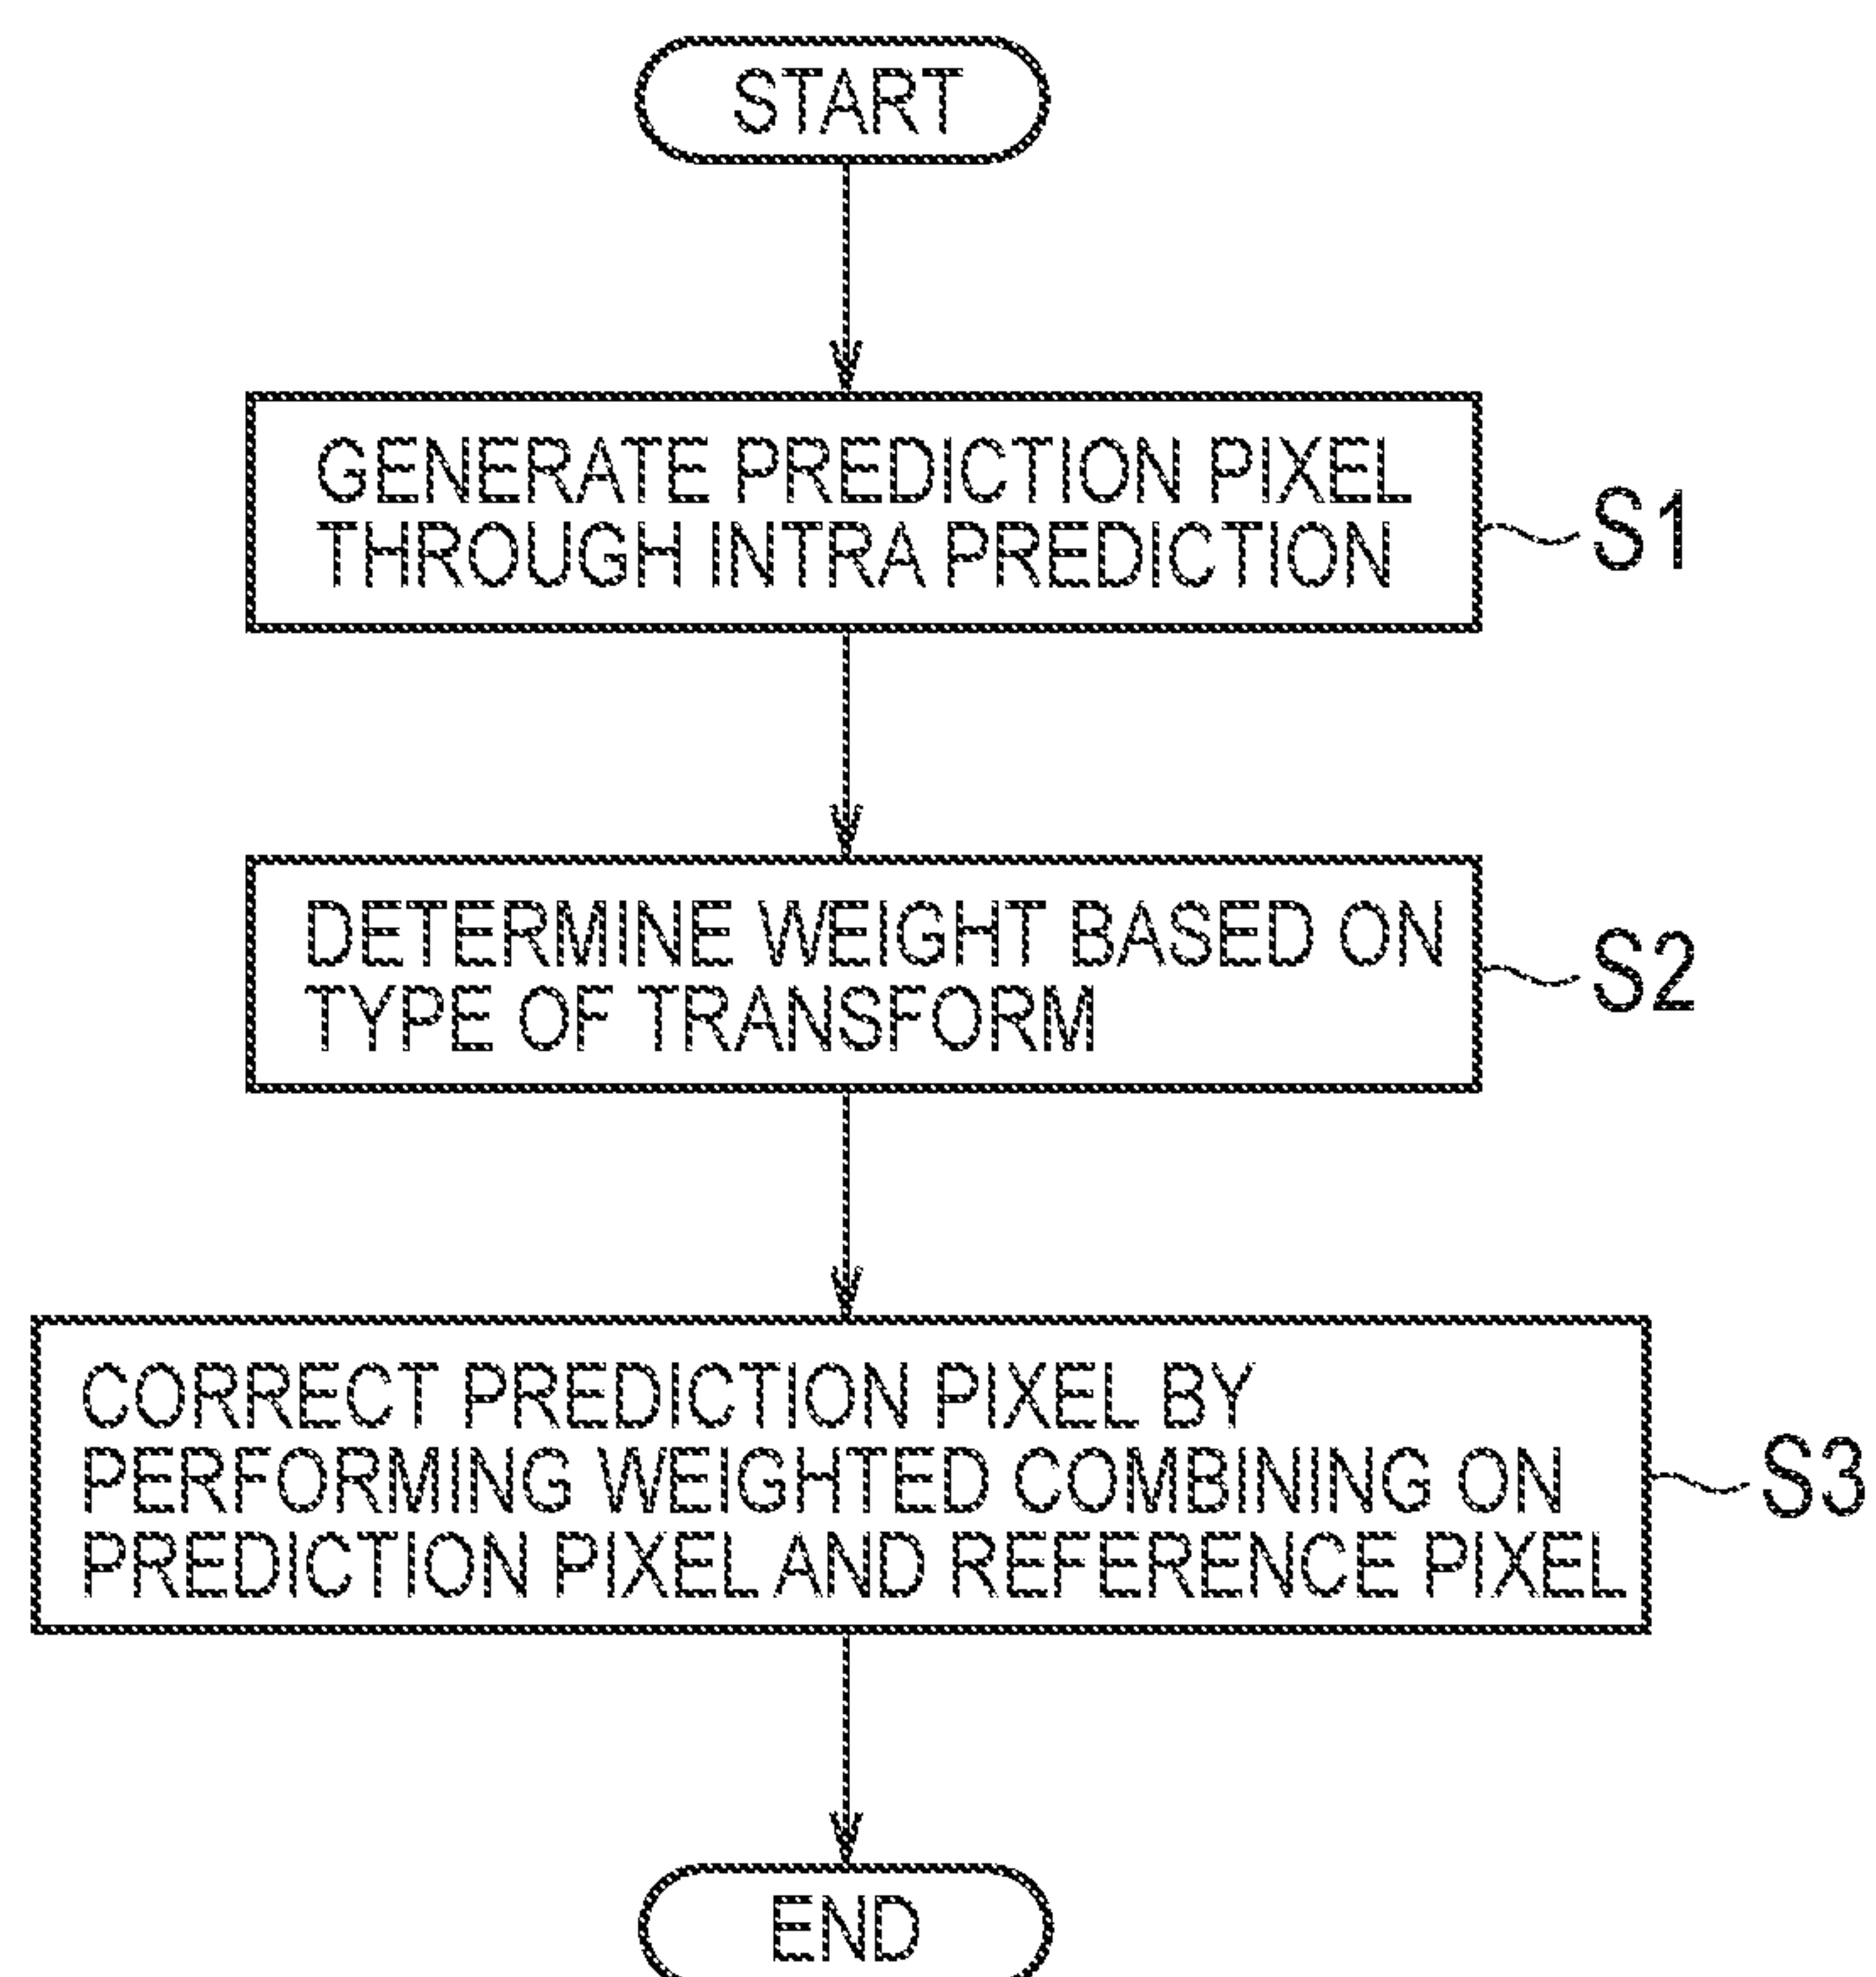 START
GENERATE PREDICTION PIXEL
THROUGH INTRA PREDICTION
S1
DETERMINE WEIGHT BASED ON
TYPE OF TRANSFORM
S2
CORRECT PREDICTION PIXEL BY
PERFORMING WEIGHTED COMBINING ON
PREDICTION PIXEL AND REFERENCE PIXEL
S3
END